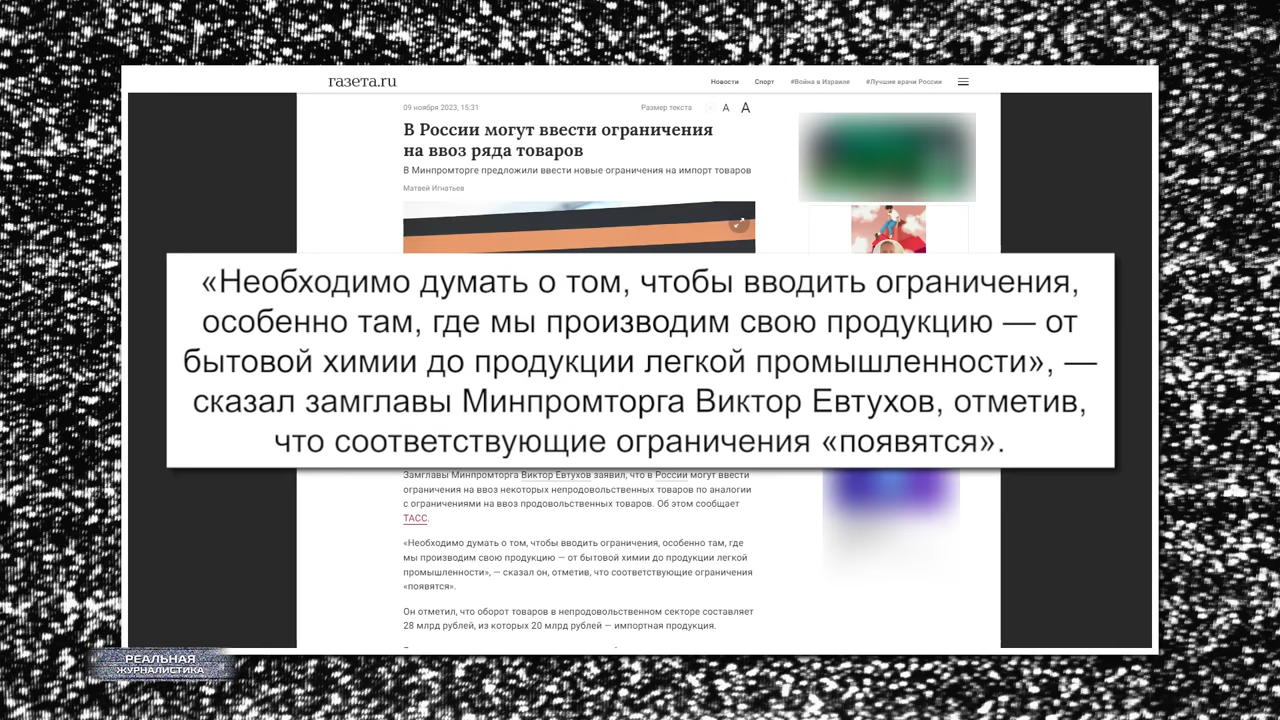 газета.ru
Новости Спорт #Война в Израиле #Лучшие врачи России
09 ноября 2023, 15:31 Размер текста А А
В России могут ввести ограничения
на ввоз ряда товаров
В Минпромторге предложили ввести новые ограничения на импорт товаров
Матвей Игнатьев
«Необходимо думать о том, чтобы вводить ограничения,
особенно там, где мы производим свою продукцию — от
бытовой химии до продукции легкой промышленности», —
сказал замглавы Минпромторга Виктор Евтухов, отметив,
что соответствующие ограничения «появятся».
Замглавы Минпромторга Виктор Евтухов заявил, что в России могут ввести
ограничения на ввоз некоторых непродовольственных товаров по аналогии
с ограничениями на ввоз продовольственных товаров. Об этом сообщает
ТАСС.
«Необходимо думать о том, чтобы вводить ограничения, особенно там, где
мы производим свою продукцию — от бытовой химии до продукции легкой
промышленности», — сказал он, отметив, что соответствующие ограничения
«появятся».
Он отметил, что оборот товаров в непродовольственном секторе составляет
28 млрд рублей, из которых 20 млрд рублей — импортная продукция.
РЕАЛЬНАЯ
ЖУРНАЛИСТИКА